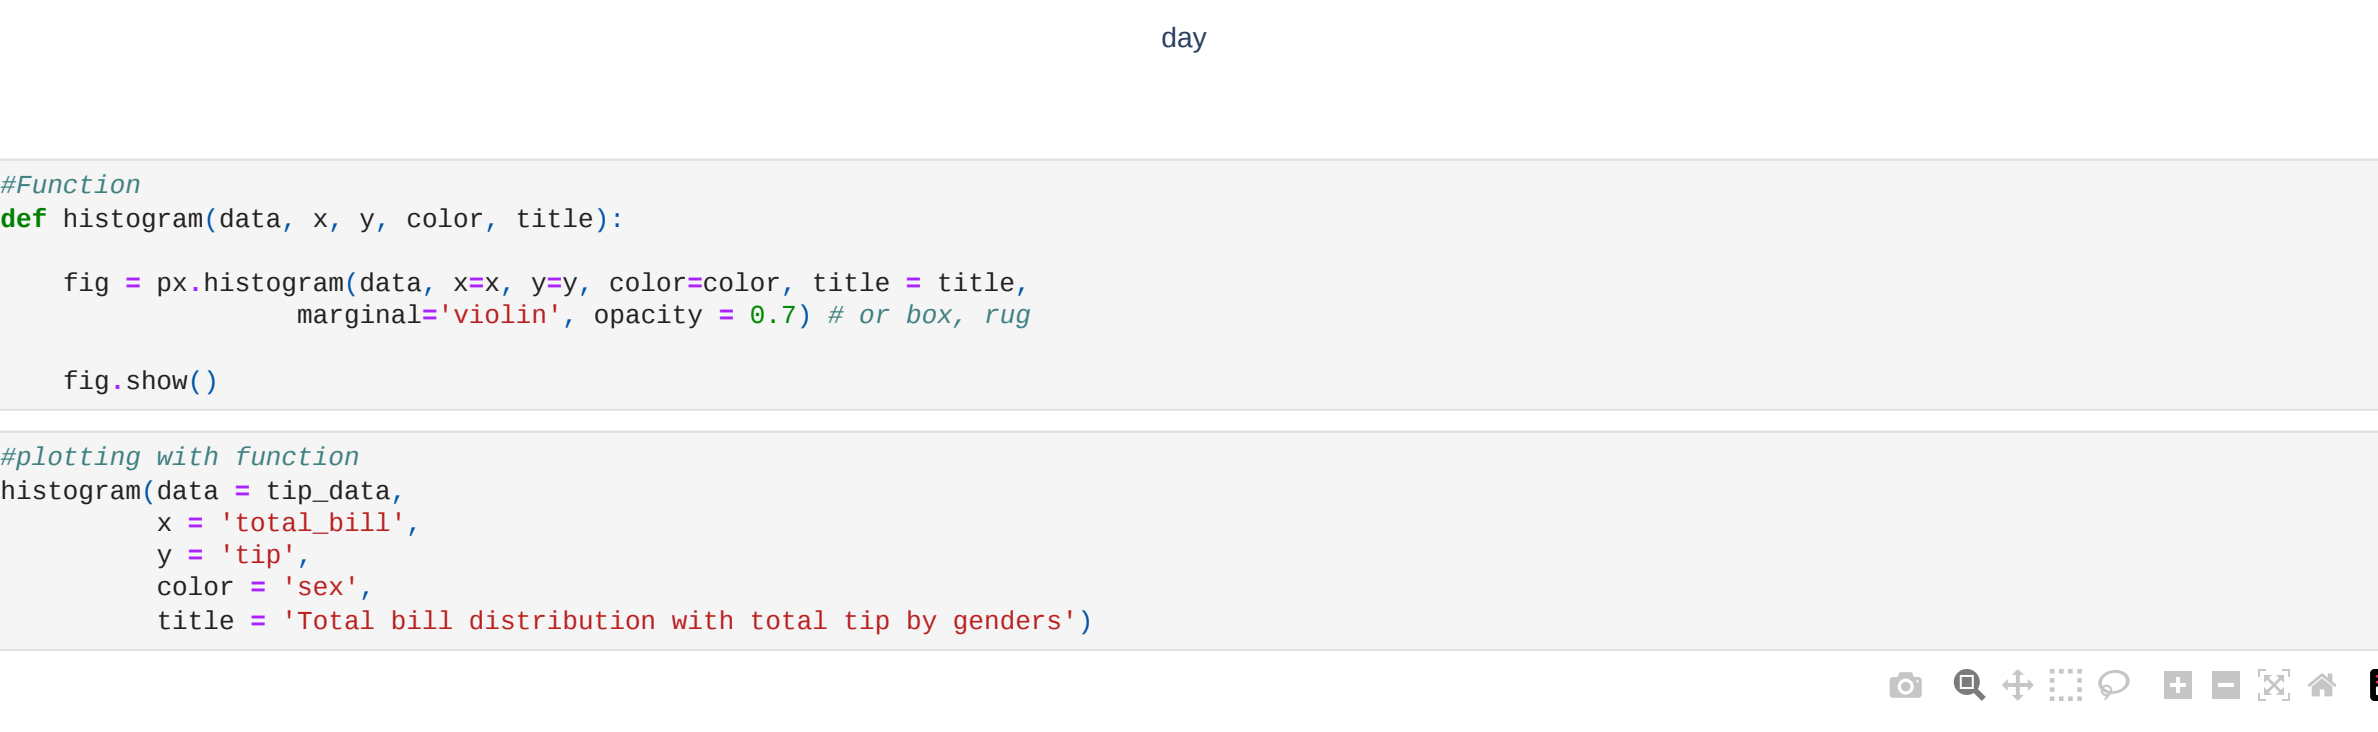 day
#Function
def histogram(data, x, y, color, title):
    fig = px.histogram(data, x=x, y=y, color=color, title = title,
                   marginal='violin', opacity = 0.7) # or box, rug
    fig.show()
#plotting with function
histogram(data = tip_data,
          x = 'total_bill',
          y = 'tip',
          color = 'sex',
          title = 'Total bill distribution with total tip by genders')